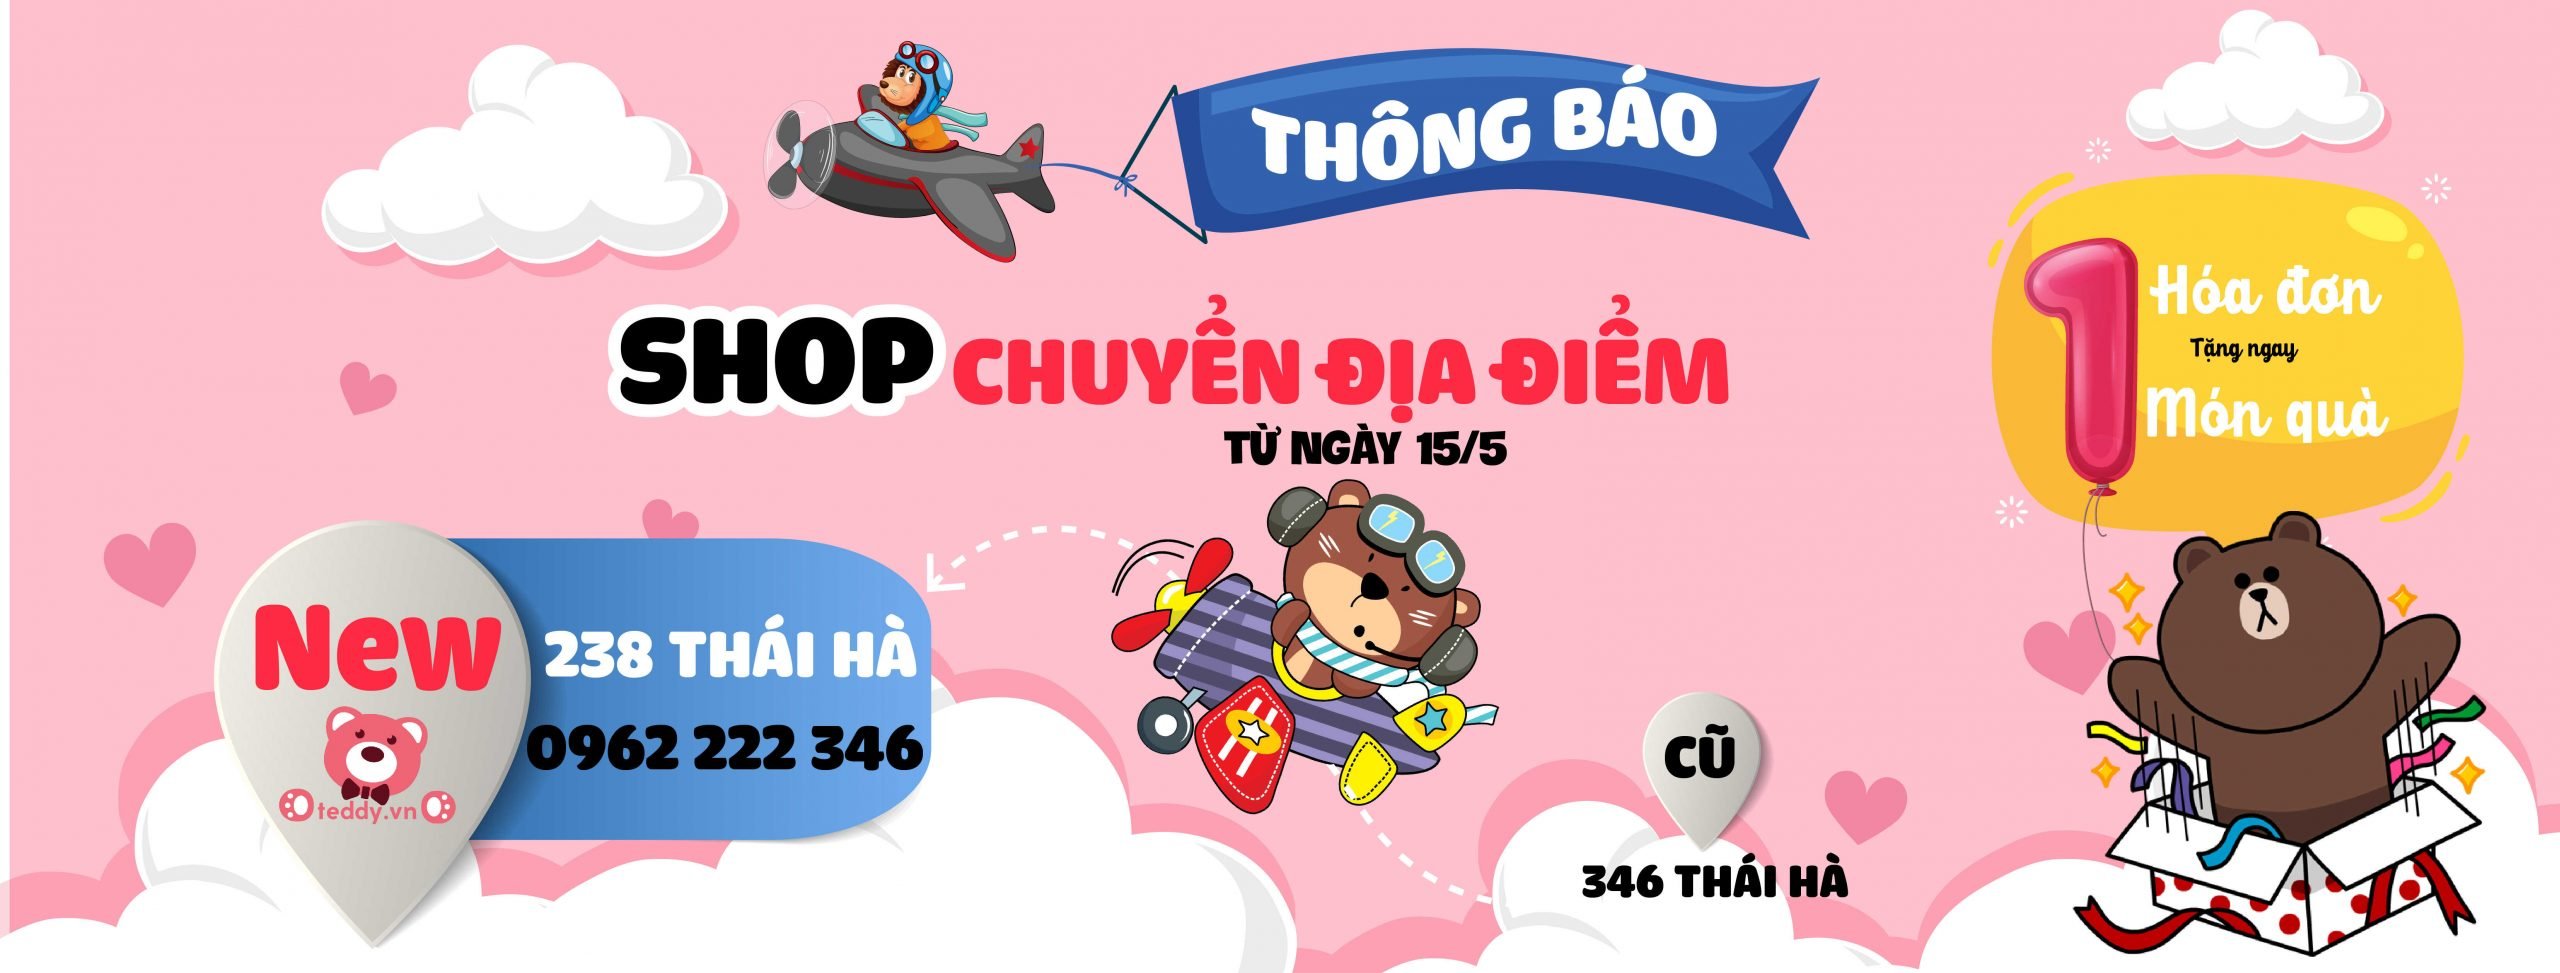 THÔNG BÁO
SHOP CHUYỂN ĐỊA ĐIỂM
TỪ NGÀY 15/5
1 Hóa đơn
Tặng ngay
Món quà
New
teddy.vn
238 THÁI HÀ
0962 222 346
CŨ
346 THÁI HÀ